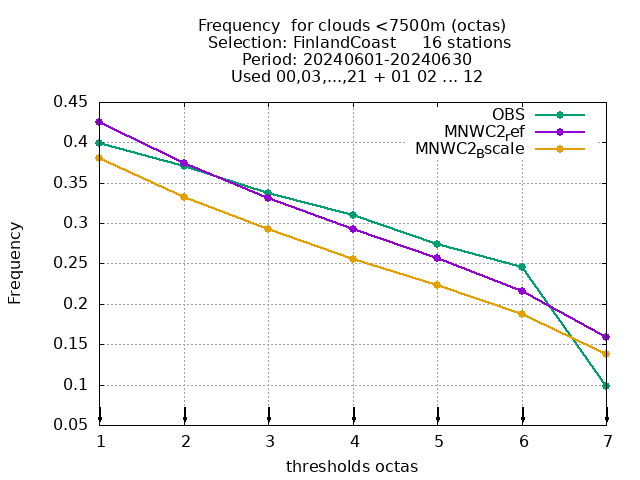 Frequency  for clouds <7500m (octas)
Selection: FinlandCoast     16 stations
Period: 20240601-20240630
Used 00,03,...,21 + 01 02 ... 12
0.45
0.4
0.35
0.3
0.25
0.2
0.15
0.1
0.05
Frequency
OBS
MNWC2ref
MNWC2Bscale
1 2 3 4 5 6 7
thresholds octas